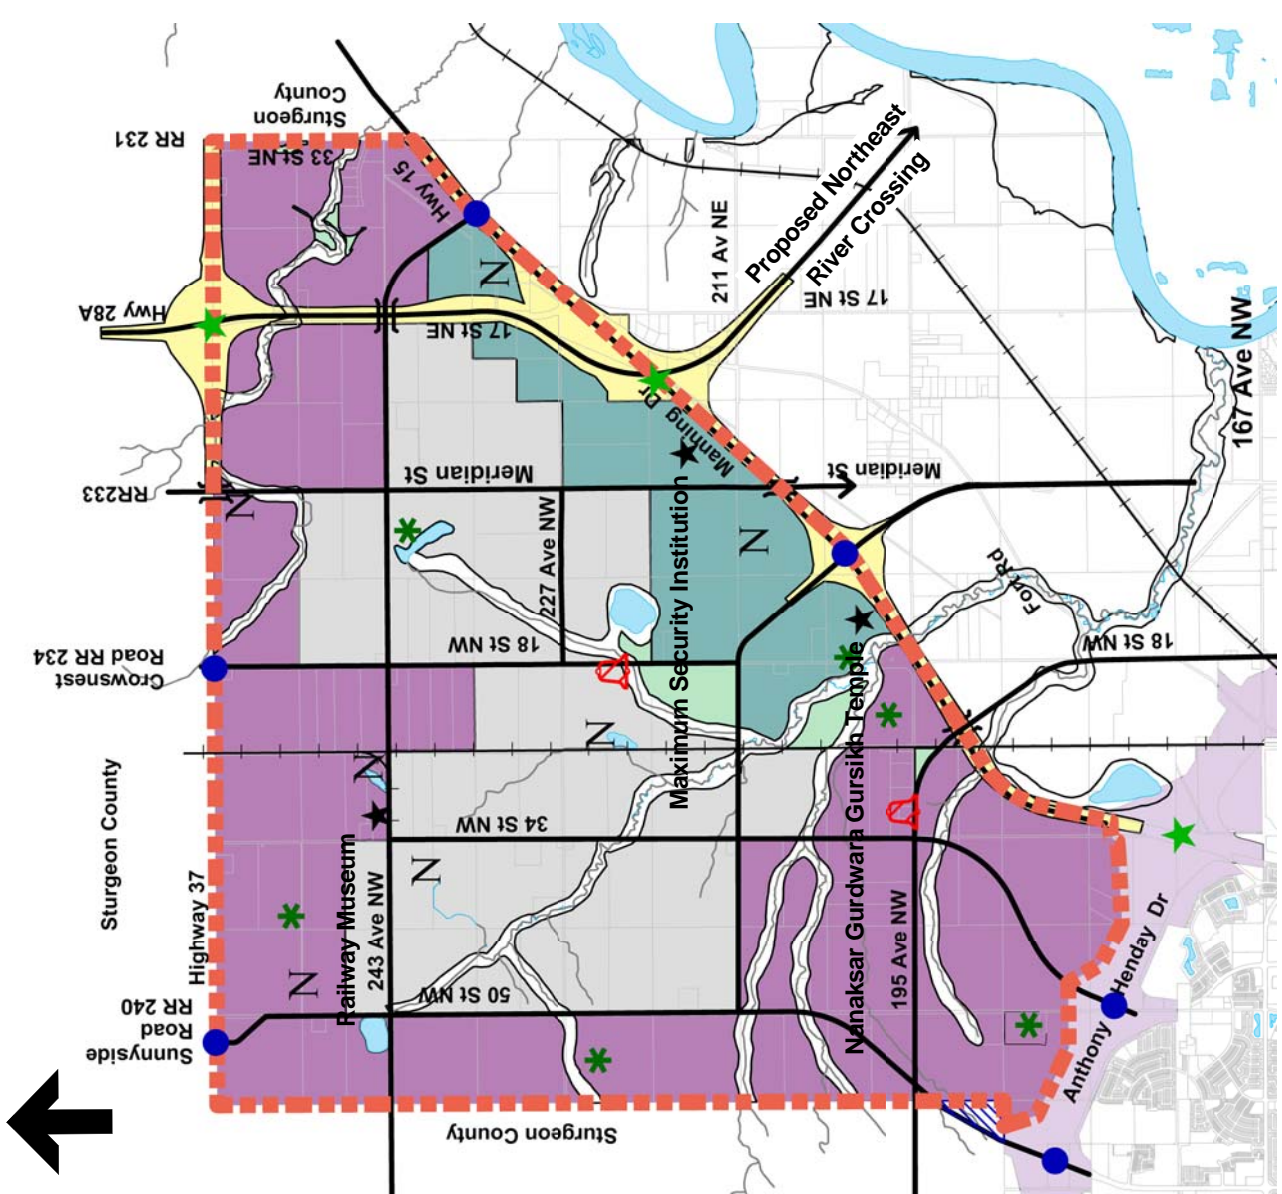 Sturgeon
County
RR 231
33 St NE
Hwy 15
Hwy 28A
17 St NE
211 Av NE
Proposed Northeast
River Crossing
17 St NE
167 Ave NW
Manning Dr
RR233
Meridian St
Meridian St
N
N
N
227 Ave NW
Maximum Security Institution
Fort Rd
18 St NW
18 St NW
Crowsnest
Road RR 234
Nanaksar Gurdwara Gursikh Temple
N
N
Sturgeon County
34 St NW
Railway Museum
243 Ave NW
N
Highway 37
N
195 Ave NW
50 St NW
Sunnyside
Road
RR 240
Anthony Henday Dr
Sturgeon County